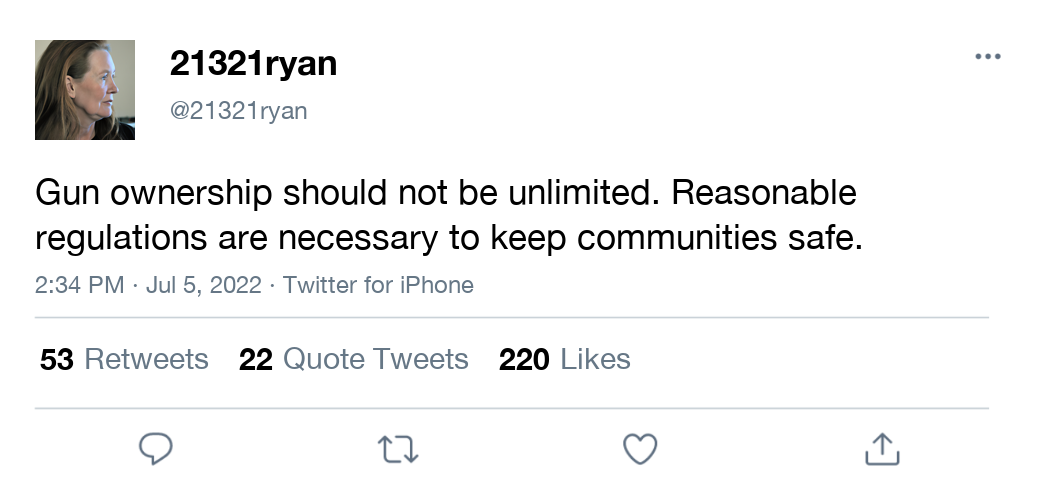 21321ryan
@21321ryan
Gun ownership should not be unlimited. Reasonable
regulations are necessary to keep communities safe.
2:34 PM · Jul 5, 2022 · Twitter for iPhone
53 Retweets 22 Quote Tweets 220 Likes